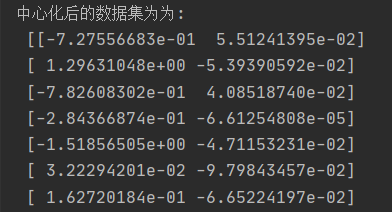 中心化后的数据集为为:
[[-7.27556683e-01  5.51241395e-02]
[ 1.29631048e+00 -5.39390592e-02]
[-7.82608302e-01  4.08518740e-02]
[-2.84366874e-01 -6.61254808e-05]
[-1.51856505e+00 -4.71153231e-02]
[ 3.22294201e-02 -9.79843457e-02]
[ 1.62720184e-01 -6.65224197e-02]